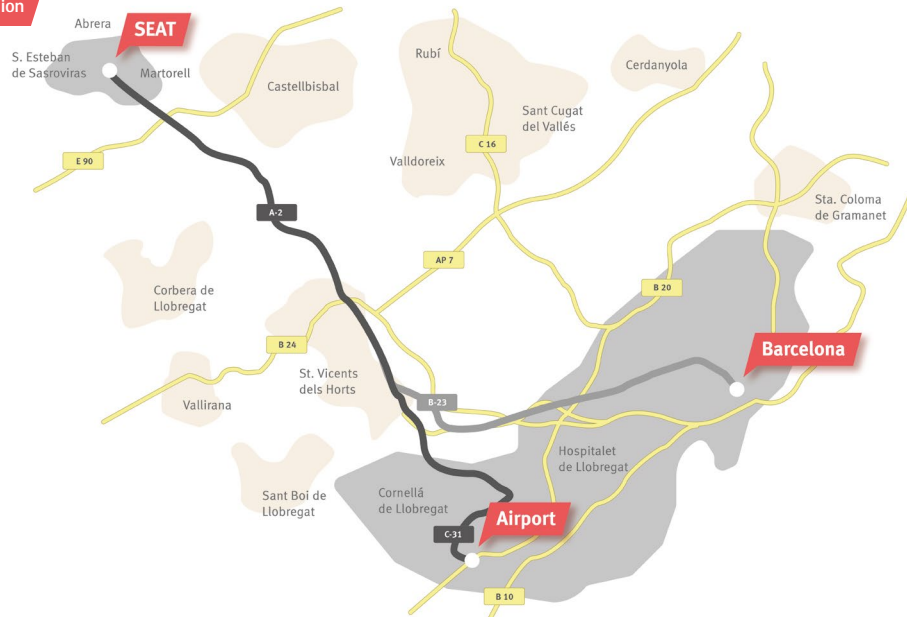 ion
Abrera
SEAT
S. Esteban
de Sasroviras
Martorell
Castellbisbal
Rubí
Cerdanyola
Sant Cugat
del Vallés
Valldoreix
C 16
E 90
A-2
Sta. Coloma
de Gramanet
AP 7
Corbera de
Llobregat
B 20
B 24
Barcelona
St. Vicents
dels Horts
Vallirana
B-23
Hospitalet
de Llobregat
Sant Boi de
Llobregat
Cornellá
de Llobregat
Airport
C-31
B 10